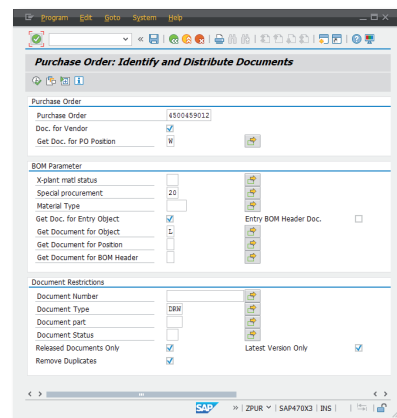 Program Edit Goto System Help
Purchase Order: Identify and Distribute Documents
Purchase Order
Purchase Order 4500459012
Doc. for Vendor
Get Doc. for PO Position W
BOM Parameter
X-plant matl status
Special procurement 20
Material Type
Get Doc. for Entry Object Entry BOM Header Doc.
Get Document for Object L
Get Document for Position
Get Document for BOM Header
Document Restrictions
Document Number
Document Type DRW
Document part
Document Status
Released Documents Only Latest Version Only
Remove Duplicates
SAP ZPUR SAP470X3 INS